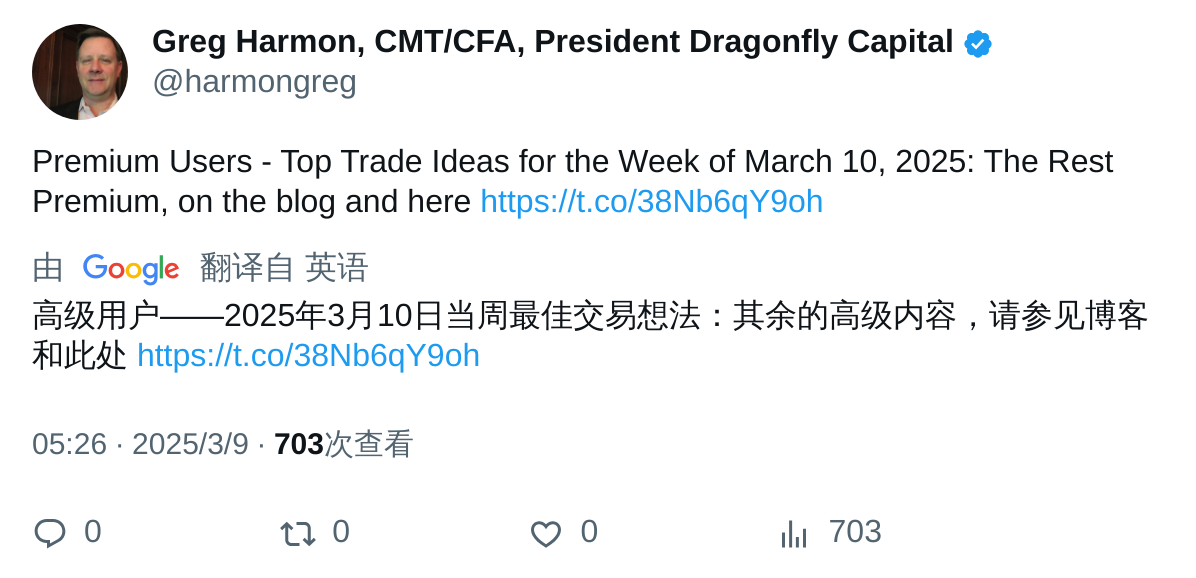 Greg Harmon, CMT/CFA, President Dragonfly Capital
@harmongreg
Premium Users - Top Trade Ideas for the Week of March 10, 2025: The Rest
Premium, on the blog and here https://t.co/38Nb6qY9oh
由 Google 翻译自 英语
高级用户——2025年3月10日当周最佳交易想法：其余的高级内容，请参见博客
和此处 https://t.co/38Nb6qY9oh
05:26 · 2025/3/9 · 703次查看
0 0 0 703